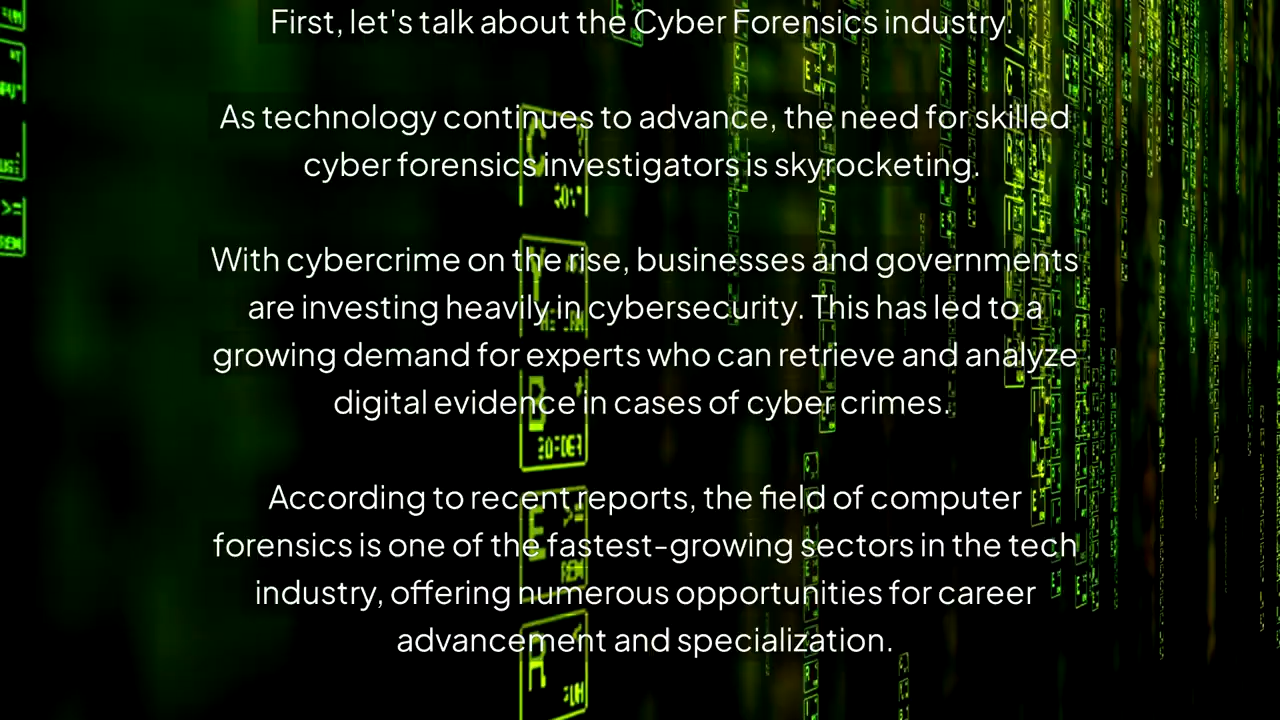 First, let's talk about the Cyber Forensics industry.
As technology continues to advance, the need for skilled
cyber forensics investigators is skyrocketing.
With cybercrime on the rise, businesses and governments
are investing heavily in cybersecurity. This has led to a
growing demand for experts who can retrieve and analyze
digital evidence in cases of cyber crimes.
According to recent reports, the field of computer
forensics is one of the fastest-growing sectors in the tech
industry, offering numerous opportunities for career
advancement and specialization.
C
Y
B
E
R